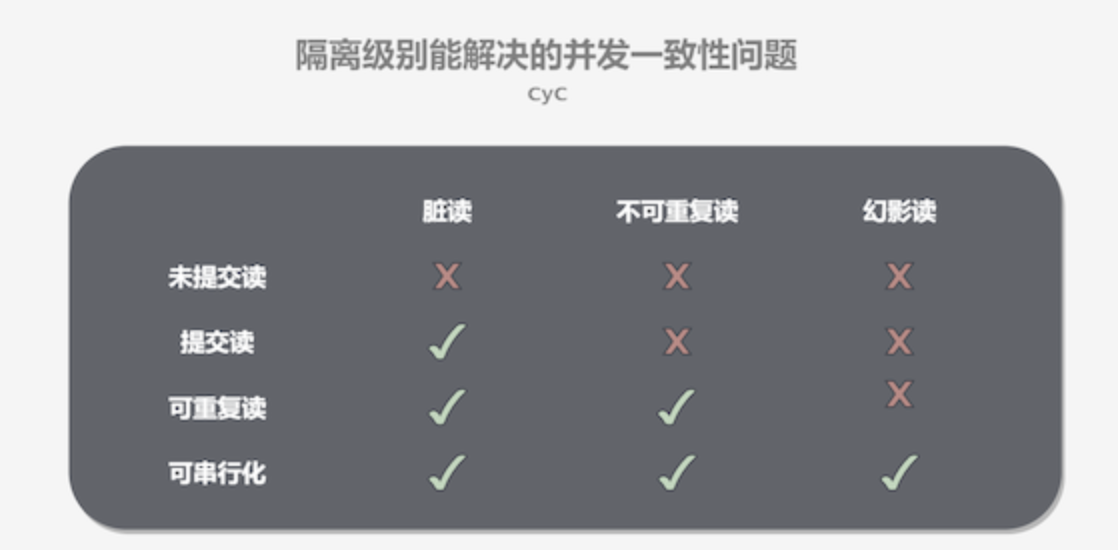 隔离级别能解决的并发一致性问题
CyC
脏读 不可重复读 幻影读
未提交读 X X X
提交读 ✓ X X
可重复读 ✓ ✓ X
可串行化 ✓ ✓ ✓